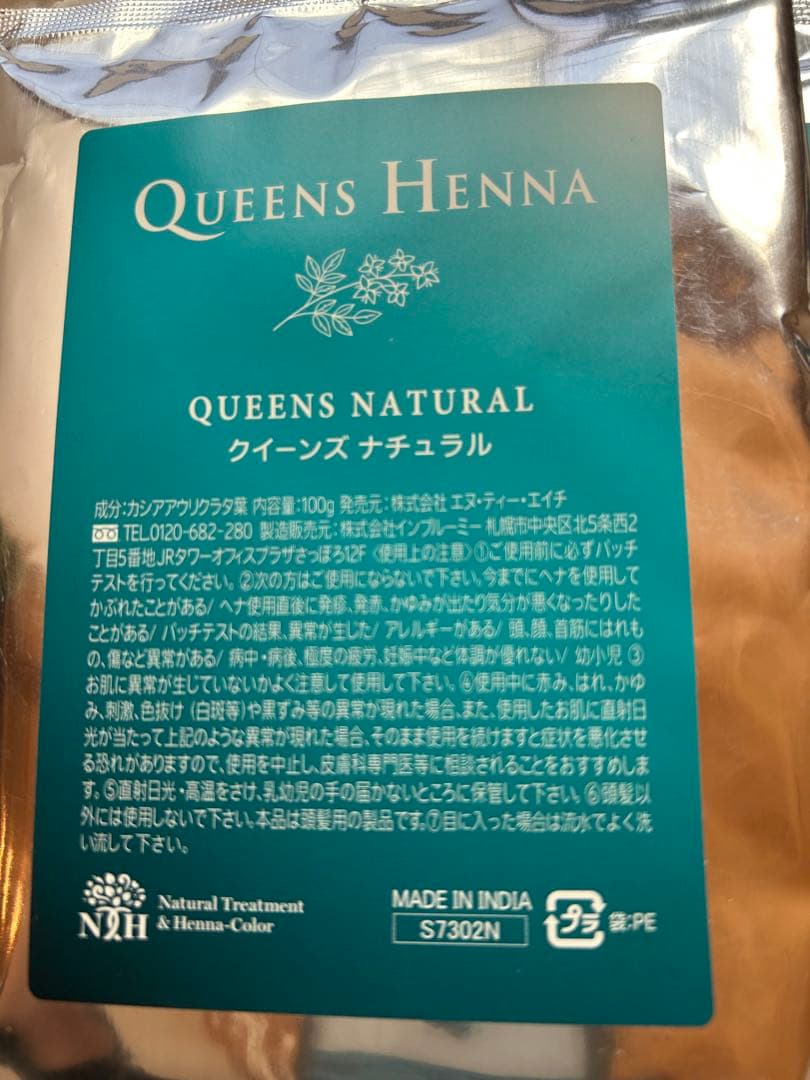 QUEENS HENNA
QUEENS NATURAL
クイーンズ ナチュラル
成分:カシアアウリクラタ葉 内容量:100g 発売元:株式会社 エヌ・ティー・エイチ
TEL.0120-682-280 製造販売元:株式会社インブルーミー 札幌市中央区北5条西2
丁目5番地JRタワーオフィスプラザさっぽろ12F 〈使用上の注意〉①ご使用前に必ずパッチ
テストを行ってください。②次の方はご使用にならないで下さい。今までにヘナを使用して
かぶれたことがある/ ヘナ使用直後に発疹、発赤、かゆみが出たり気分が悪くなったりした
ことがある/ パッチテストの結果、異常が生じた/ アレルギーがある/ 頭、顔、首筋にはれも
の、傷など異常がある/ 病中・病後、極度の疲労、妊娠中など体調が優れない/ 幼小児 ③
お肌に異常が生じていないかよく注意して使用して下さい。④使用中に赤み、はれ、かゆ
み、刺激、色抜け (白斑等)や黒ずみ等の異常が現れた場合、また、使用したお肌に直射日
光が当たって上記のような異常が現れた場合、そのまま使用を続けますと症状を悪化させ
る恐れがありますので、使用を中止し、皮膚科専門医等に相談されることをおすすめしま
す。⑤直射日光・高温をさけ、乳幼児の手の届かないところに保管して下さい。⑥頭髪以
外には使用しないで下さい。本品は頭髪用の製品です。⑦目に入った場合は流水でよく洗
い流して下さい。
NTH
Natural Treatment
& Henna-Color
MADE IN INDIA
S7302N
プラ
袋:PE